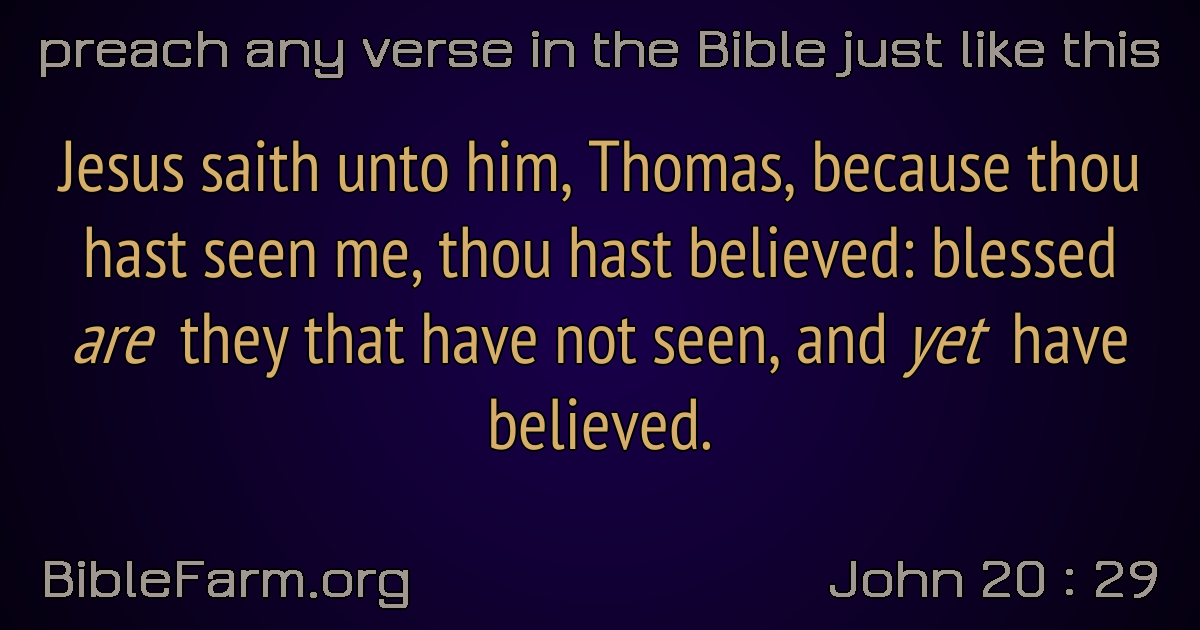 preach any verse in the Bible just like this
Jesus saith unto him, Thomas, because thou
hast seen me, thou hast believed: blessed
are they that have not seen, and yet have
believed.
BibleFarm.org
John 20 : 29